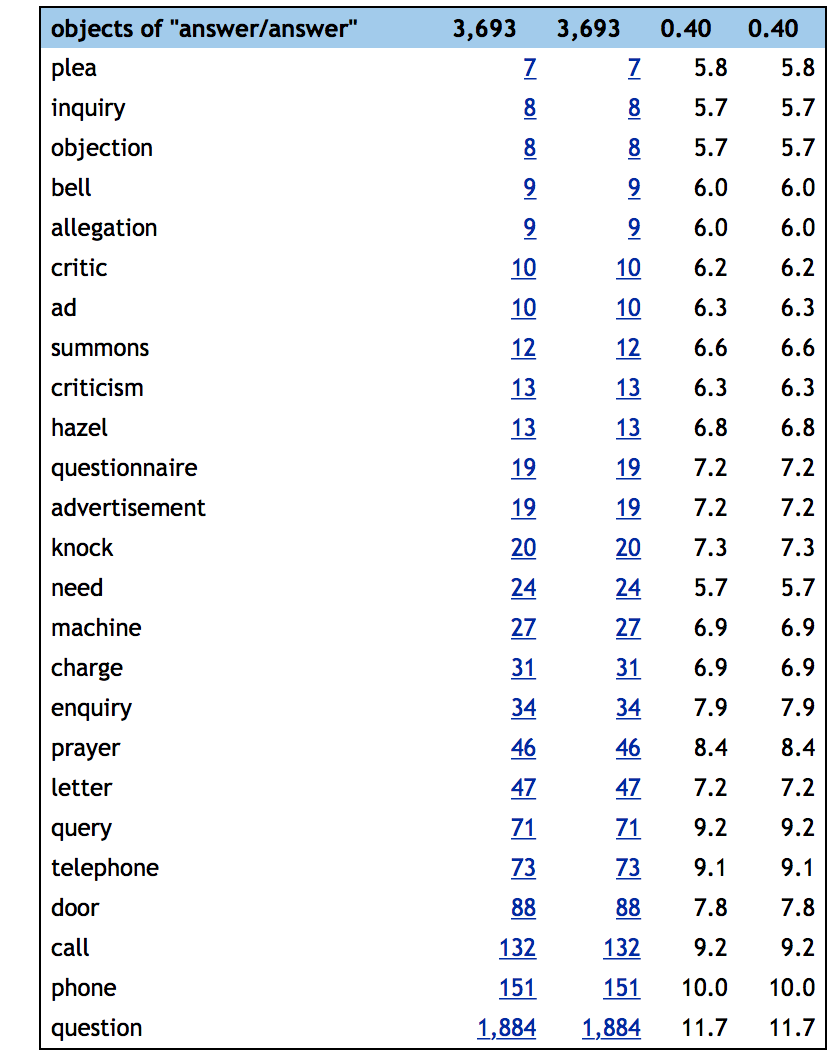 objects of "answer/answer" 3,693 3,693 0.40 0.40
plea 7 7 5.8 5.8
inquiry 8 8 5.7 5.7
objection 8 8 5.7 5.7
bell 9 9 6.0 6.0
allegation 9 9 6.0 6.0
critic 10 10 6.2 6.2
ad 10 10 6.3 6.3
summons 12 12 6.6 6.6
criticism 13 13 6.3 6.3
hazel 13 13 6.8 6.8
questionnaire 19 19 7.2 7.2
advertisement 19 19 7.2 7.2
knock 20 20 7.3 7.3
need 24 24 5.7 5.7
machine 27 27 6.9 6.9
charge 31 31 6.9 6.9
enquiry 34 34 7.9 7.9
prayer 46 46 8.4 8.4
letter 47 47 7.2 7.2
query 71 71 9.2 9.2
telephone 73 73 9.1 9.1
door 88 88 7.8 7.8
call 132 132 9.2 9.2
phone 151 151 10.0 10.0
question 1,884 1,884 11.7 11.7